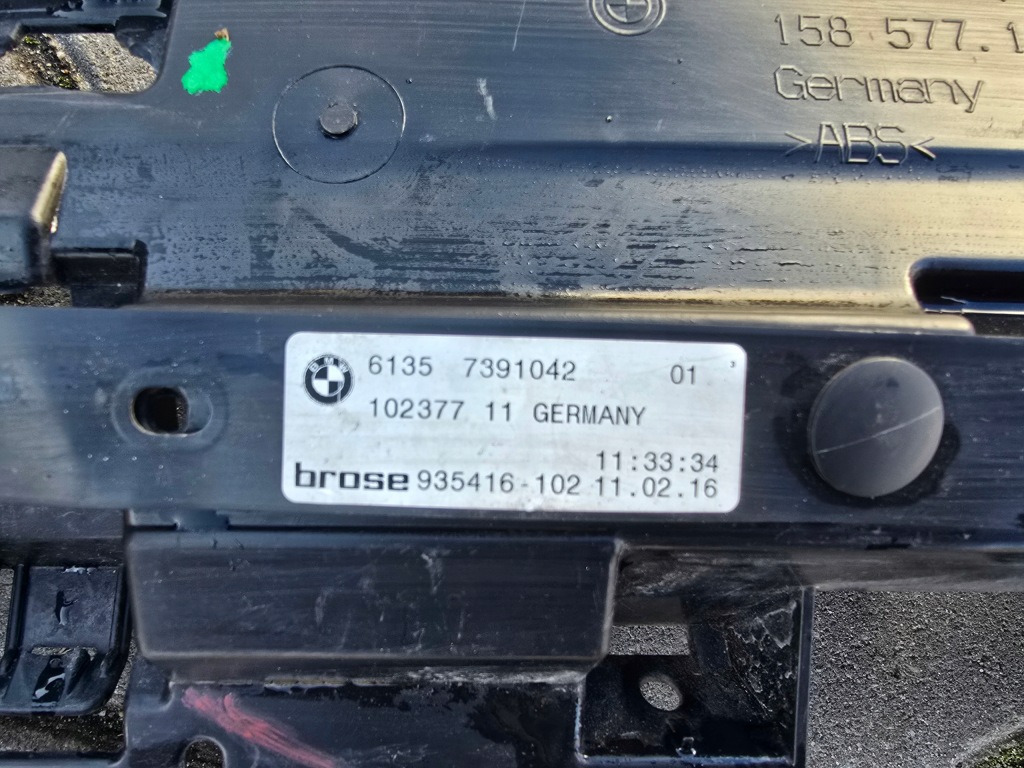 158 577.1
Germany
>ABS<
BMW
6135 7391042 01
102377 11 GERMANY
11:33:34
brose 935416-102 11.02.16